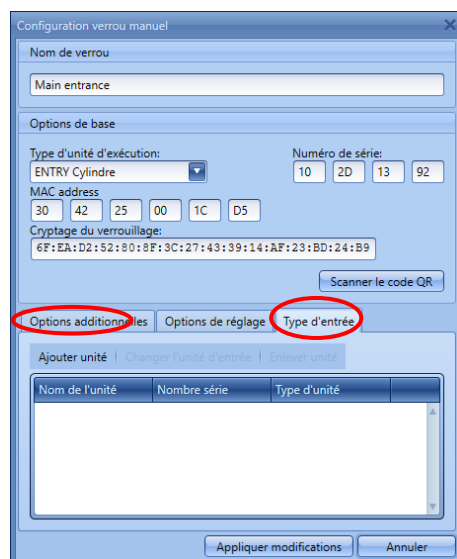 Configuration verrou manuel
Nom de verrou
Main entrance
Options de base
Type d'unité d'exécution: Numéro de série:
ENTRY Cylindre 10 2D 13 92
MAC address
30 42 25 00 1C D5
Cryptage du verrouillage:
6F:EA:D2:52:80:8F:3C:27:43:39:14:AF:23:BD:24:B9
Scanner le code QR
Options additionnelles Options de réglage Type d'entrée
Ajouter unité Changer l'unité d'entrée Enlever unité
Nom de l'unité Nombre série Type d'unité
Appliquer modifications Annuler